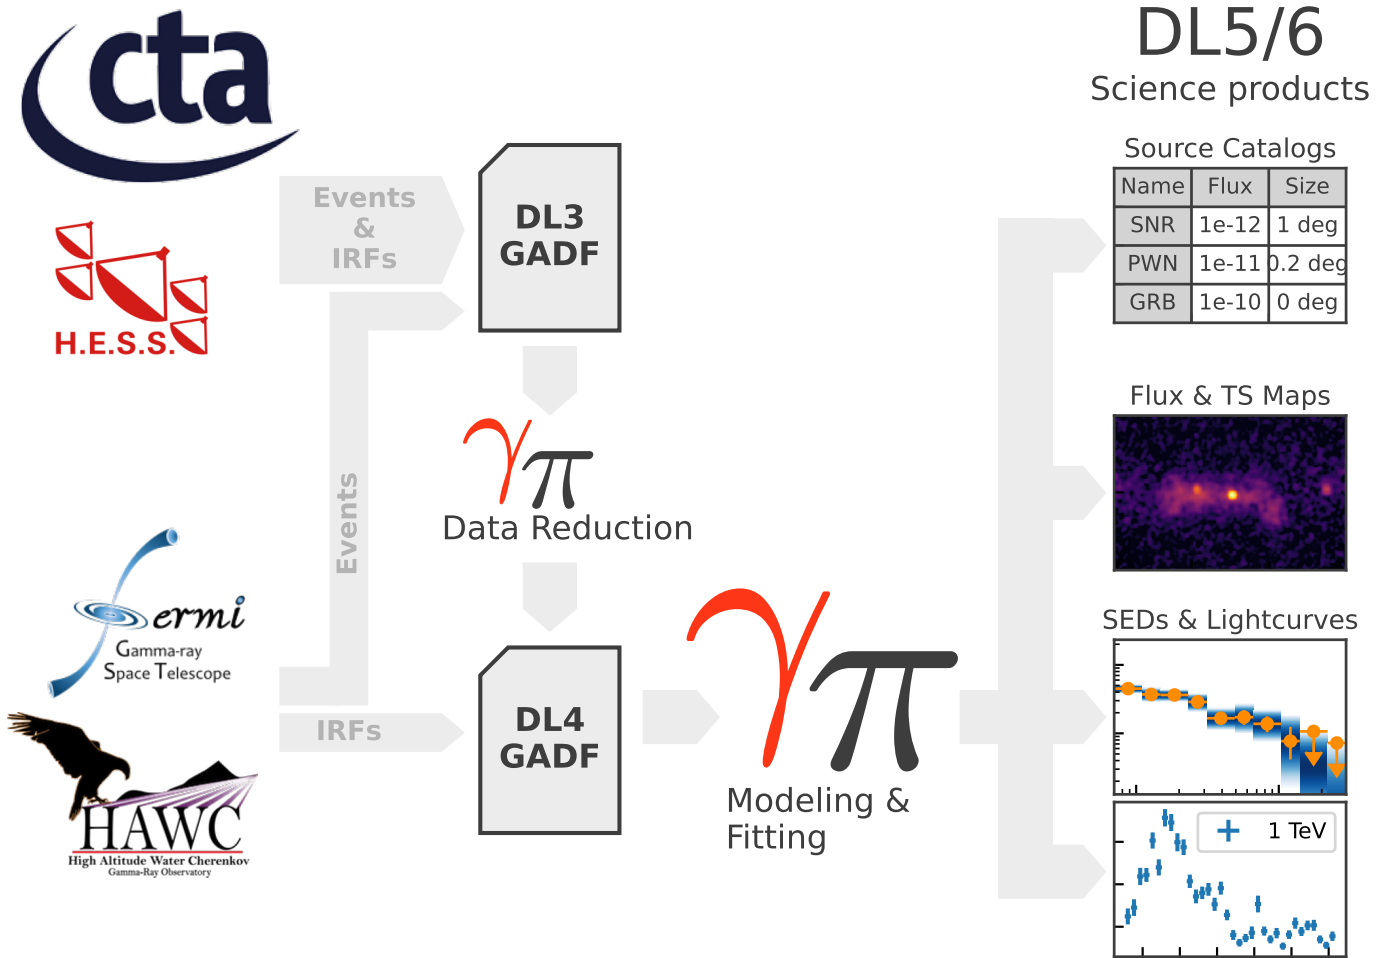 cta
H.E.S.S.
Events
&
IRFs
DL3
GADF
Events
γπ
Data Reduction
ermi
Gamma-ray
Space Telescope
IRFs
HAWC
High Altitude Water Cherenkov
Gamma-Ray Observatory
DL4
GADF
γπ
Modeling &
Fitting
DL5/6
Science products
Source Catalogs
Name Flux Size
SNR 1e-12 1 deg
PWN 1e-11 0.2 deg
GRB 1e-10 0 deg
Flux & TS Maps
SEDs & Lightcurves
1 TeV